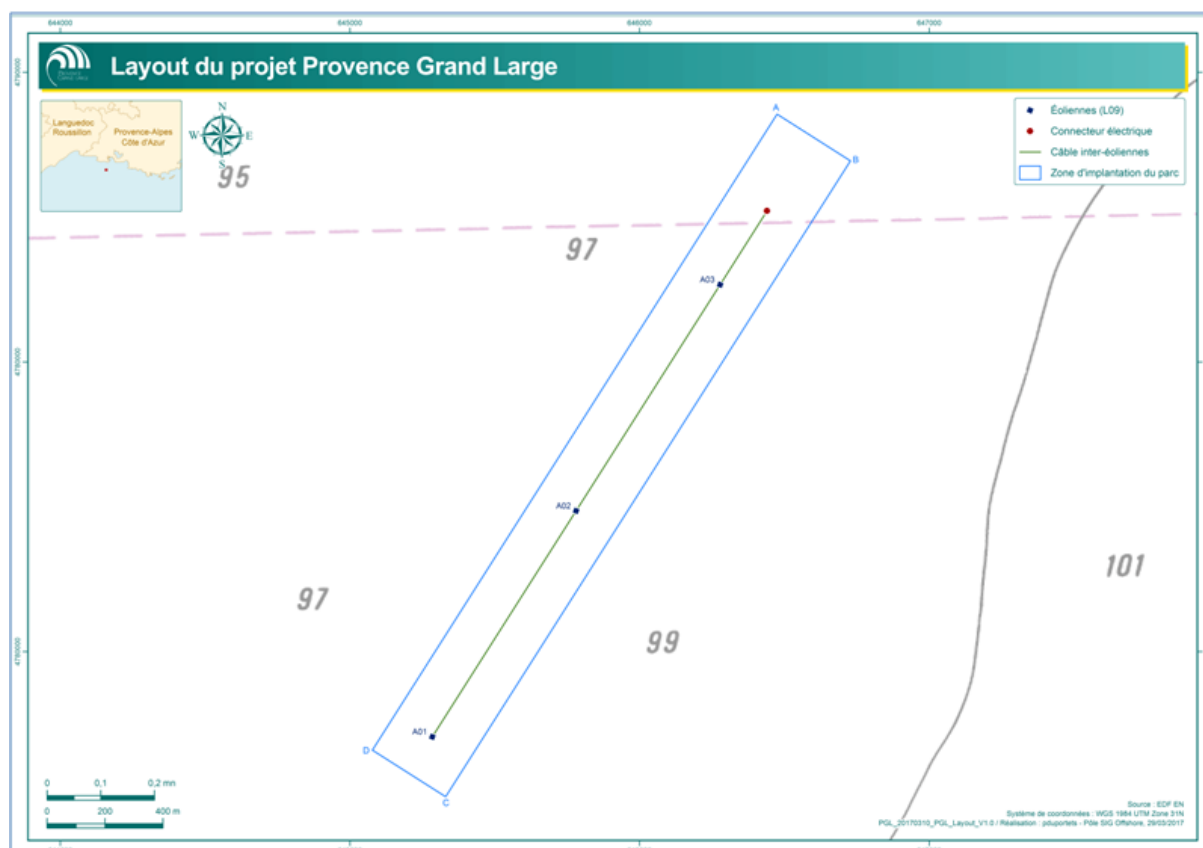 644000 645000 646000 647000
Layout du projet Provence Grand Large
Languedoc
Roussillon
Provence-Alpes
Côte d'Azur
N
W E
S
Éoliennes (L09)
Connecteur électrique
Câble inter-éoliennes
Zone d'implantation du parc
A
B
95
97
A03
4790000
4780000
A02
101
97
99
4780000
A01
D
C
0 0,1 0,2 mn
0 200 400 m
Source : EDF EN
Système de coordonnées : WGS 1984 UTM Zone 31N
PGL_20170310_PGL_Layout_V1.0 / Réalisation : pduportets - Pôle SIG Offshore, 29/03/2017